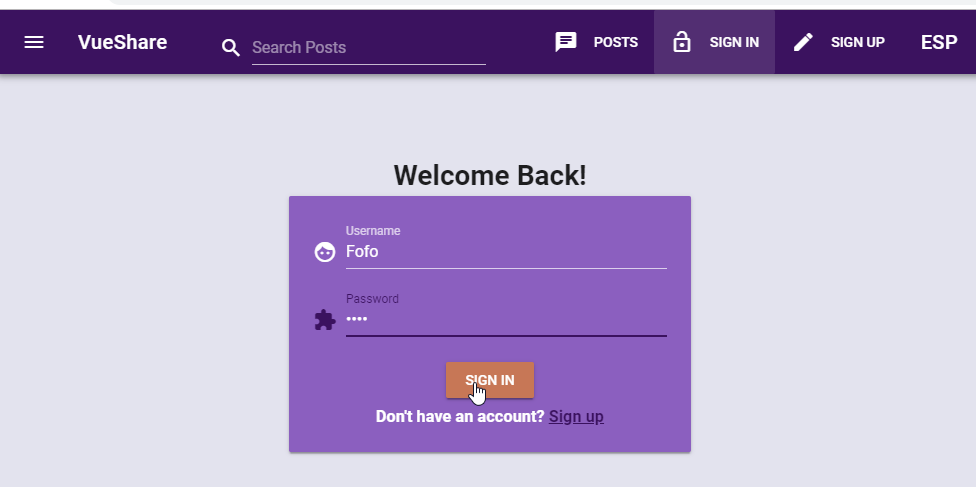 VueShare Search Posts POSTS SIGN IN SIGN UP ESP
Welcome Back!
Username
Fofo
Password
••••
SIGN IN
Don't have an account? Sign up